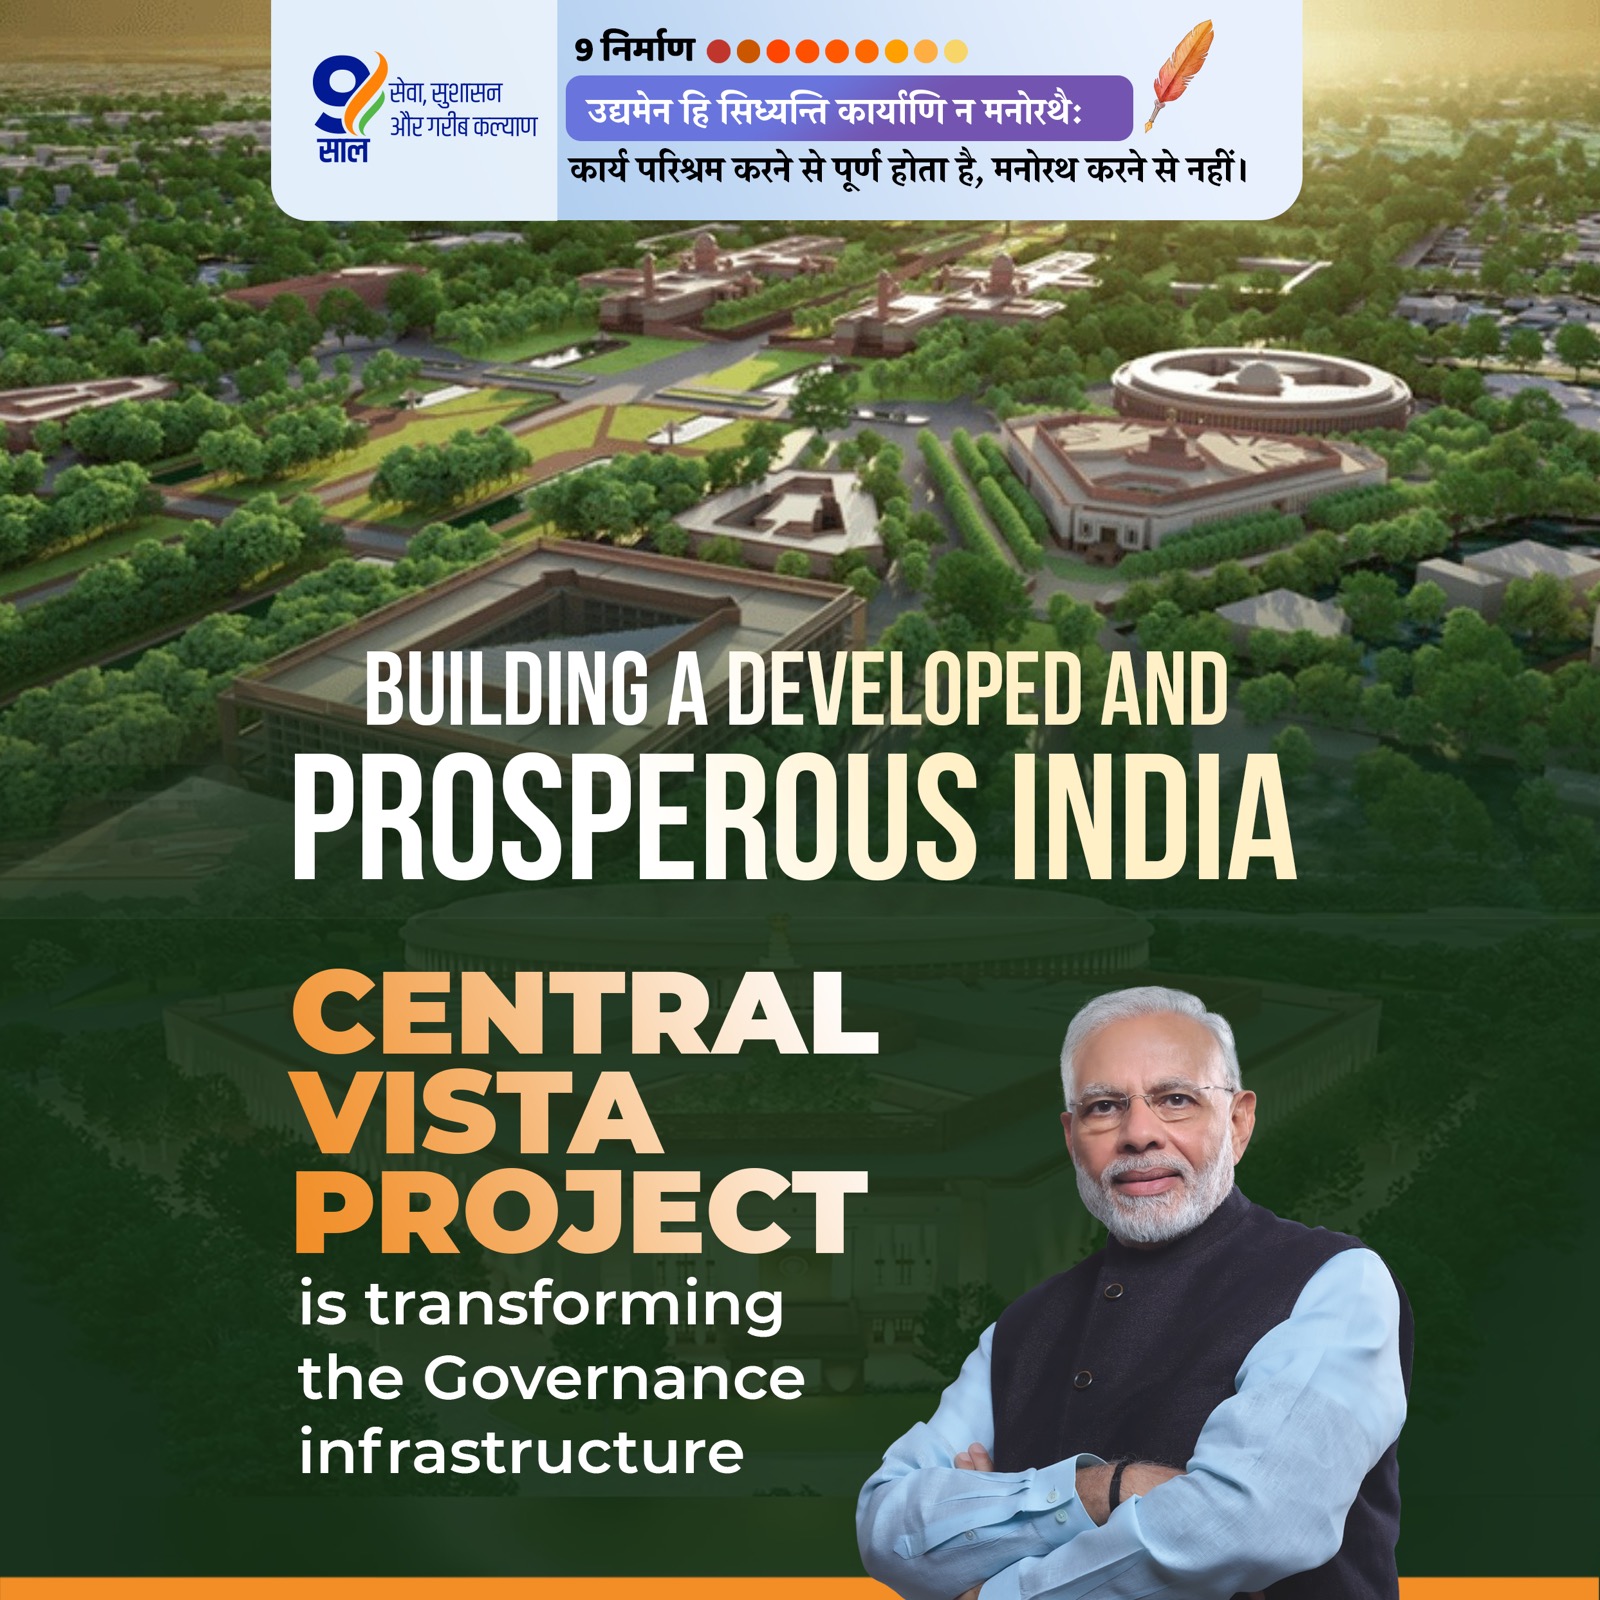 9 साल
सेवा, सुशासन
और गरीब कल्याण
9 निर्माण
उद्यमेन हि सिध्यन्ति कार्याणि न मनोरथैः
कार्य परिश्रम करने से पूर्ण होता है, मनोरथ करने से नहीं।
BUILDING A DEVELOPED AND
PROSPEROUS INDIA
CENTRAL
VISTA
PROJECT
is transforming
the Governance
infrastructure